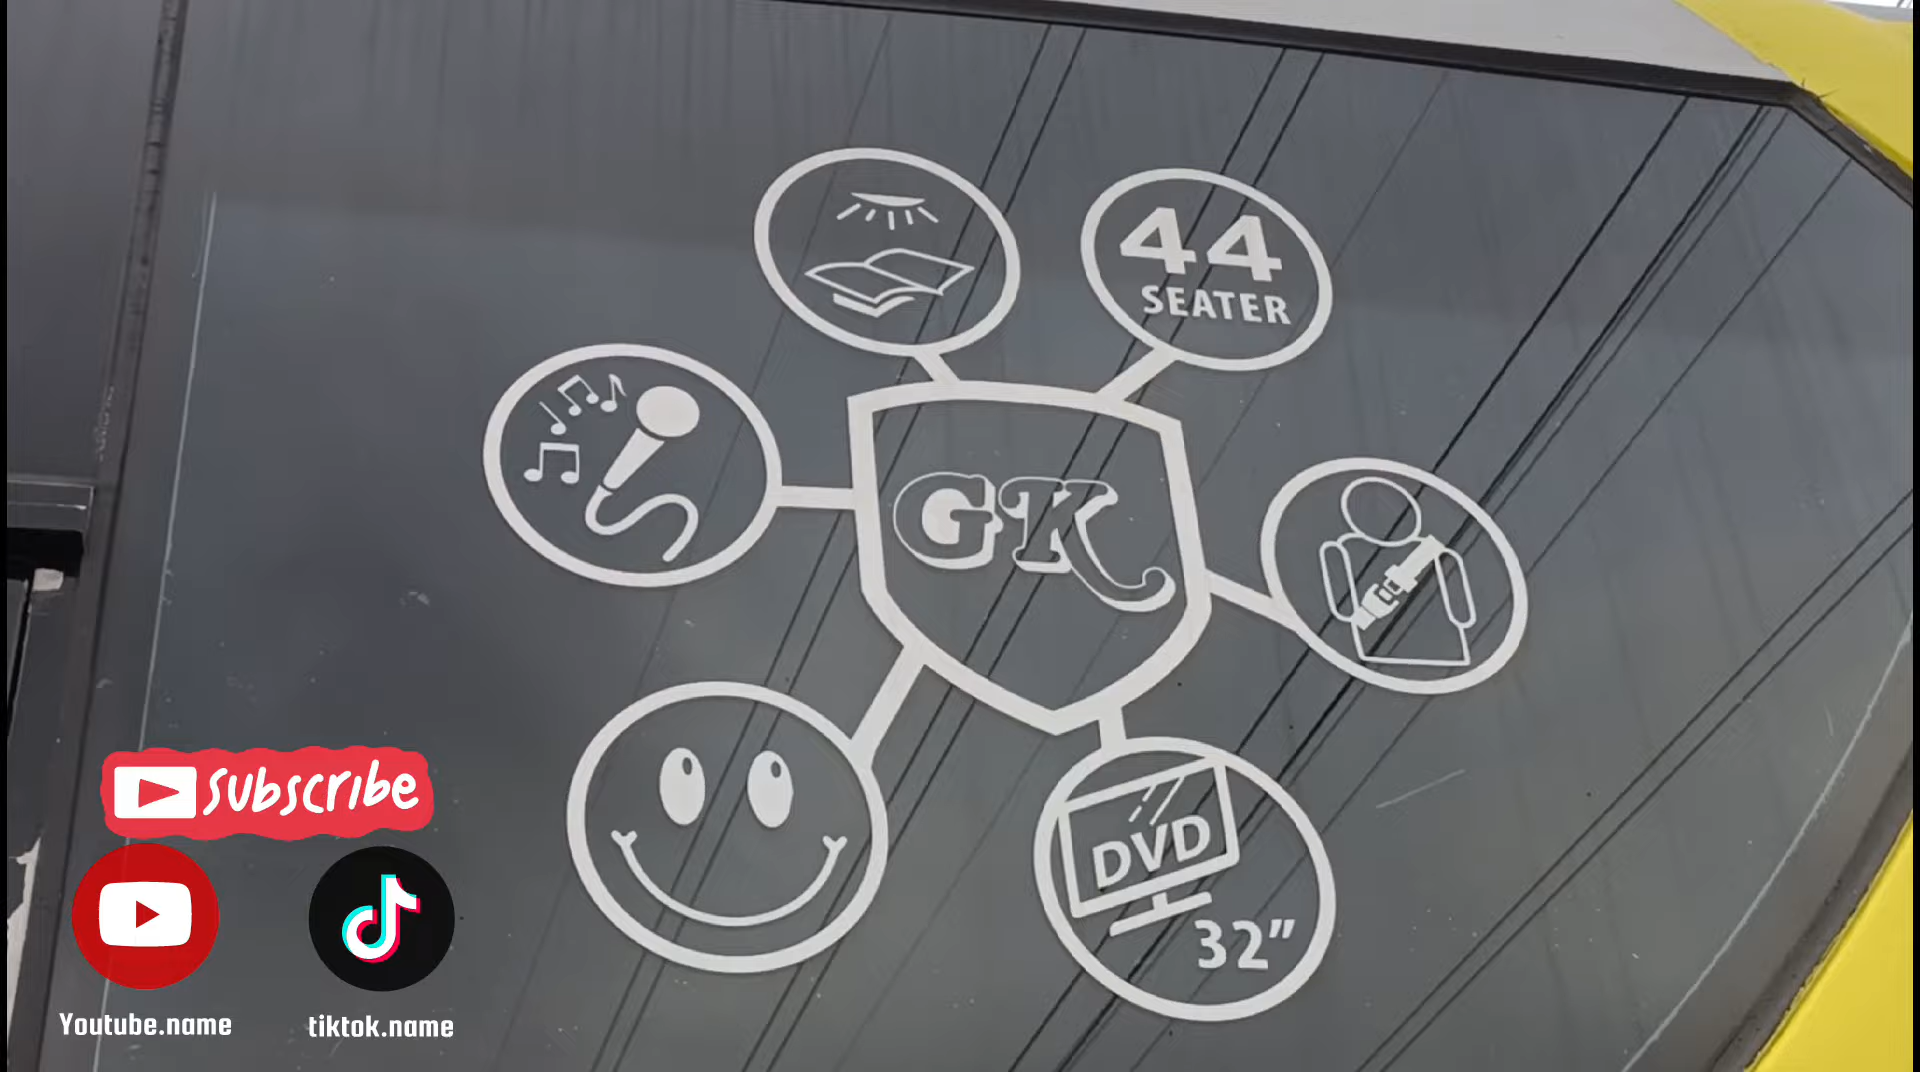 44
SEATER
GK
DVD
32"
Subscribe
Youtube.name
tiktok.name